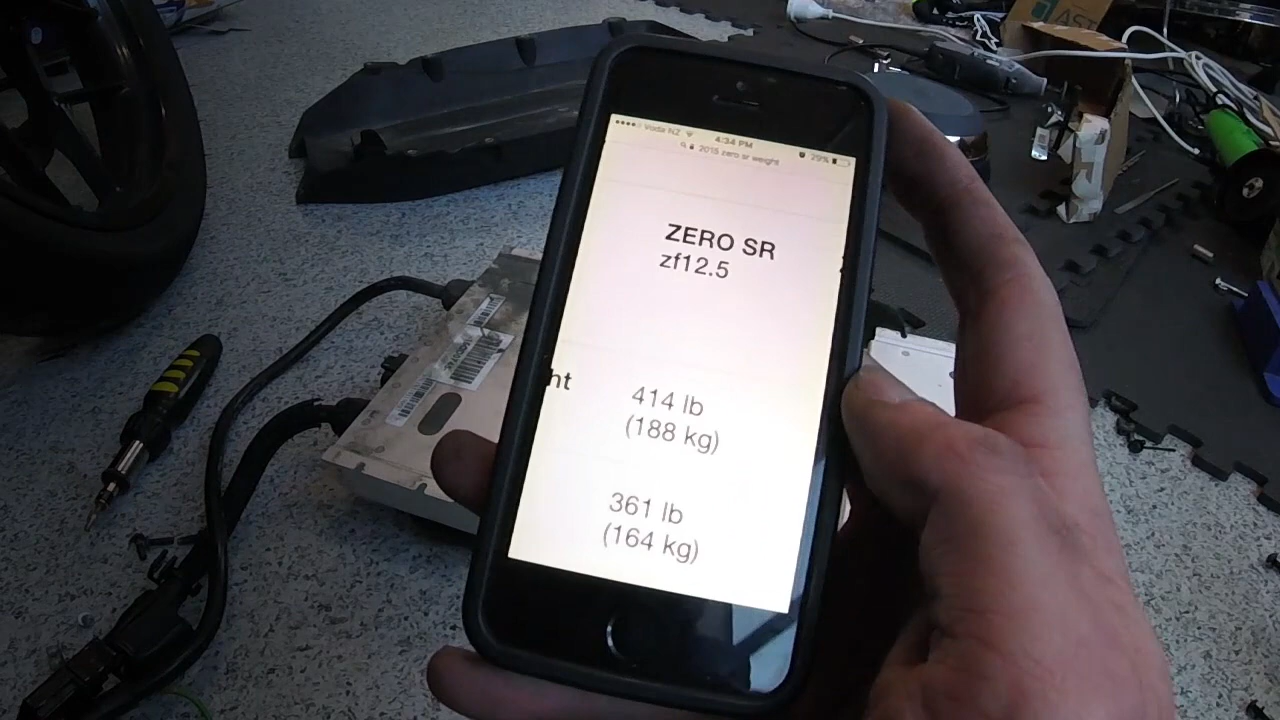 Voda NZ 4:34 PM 29%
2015 zero sr weight
ZERO SR
zf12.5
ht 414 lb
(188 kg)
361 lb
(164 kg)
AST